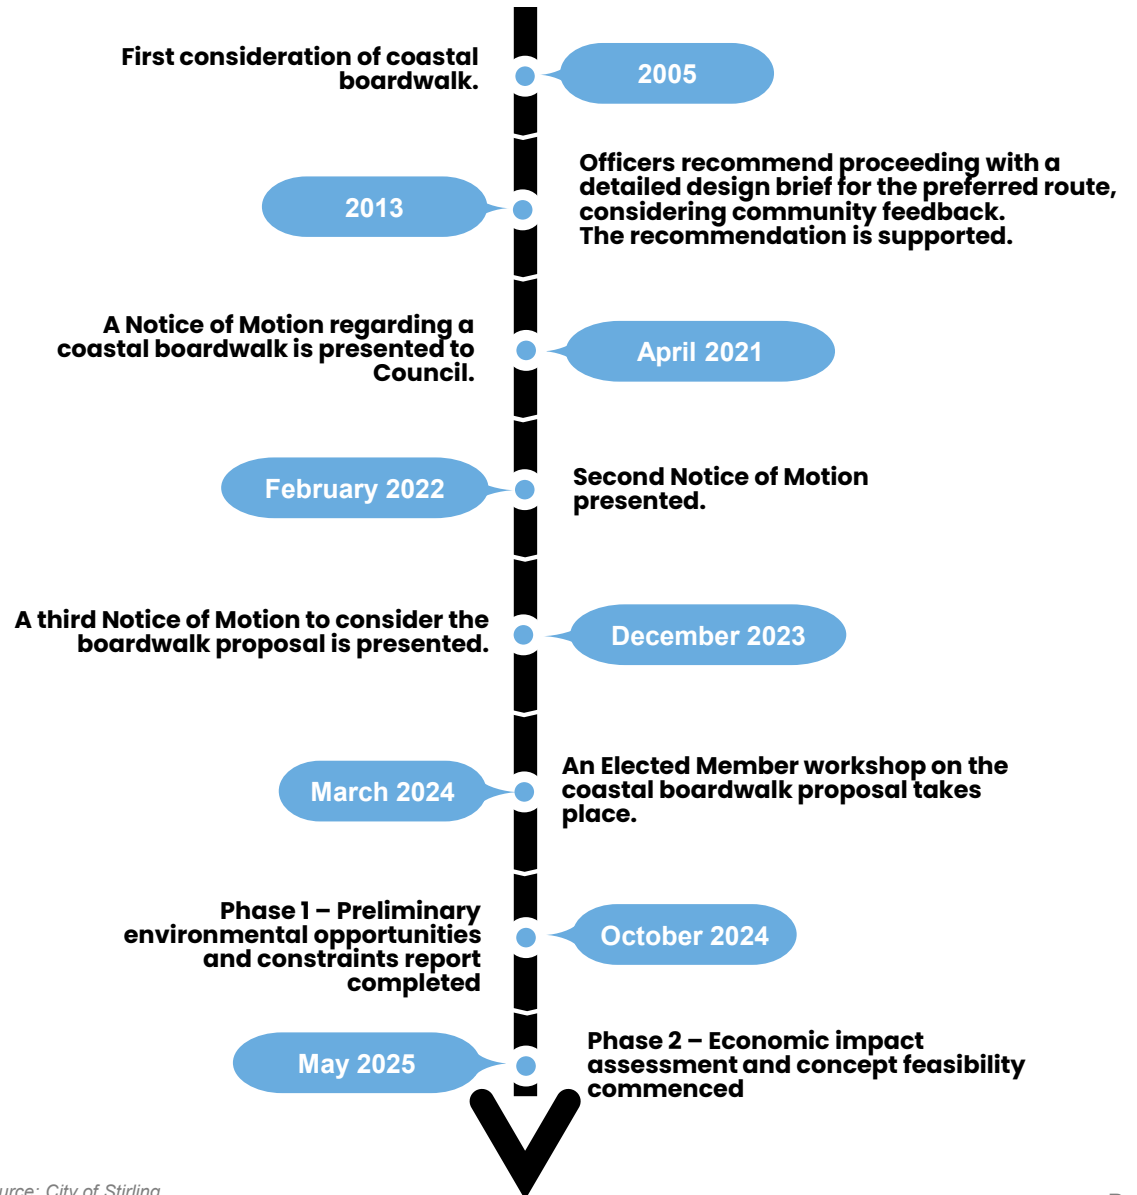 First consideration of coastal
boardwalk.
2005
2013
Officers recommend proceeding with a
detailed design brief for the preferred route,
considering community feedback.
The recommendation is supported.
A Notice of Motion regarding a
coastal boardwalk is presented to
Council.
April 2021
February 2022
Second Notice of Motion
presented.
A third Notice of Motion to consider the
boardwalk proposal is presented.
December 2023
March 2024
An Elected Member workshop on the
coastal boardwalk proposal takes
place.
Phase 1 – Preliminary
environmental opportunities
and constraints report
completed
October 2024
May 2025
Phase 2 – Economic impact
assessment and concept feasibility
commenced
City of Stirling